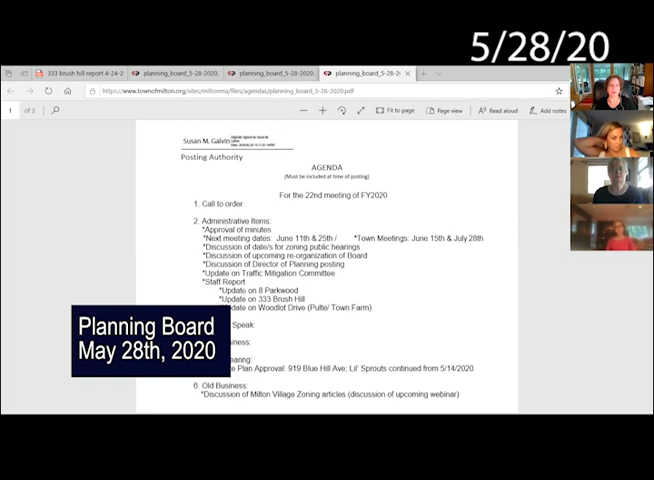 5/28/20
333 brush hill report 4-24-2
planning_board_5-28-2020.
planning_board_5-28-2020.
planning_board_5-28-2
https://www.townofmilton.org/sites/miltonma/files/agendas/planning_board_5-28-2020.pdf
1 of 3
Fit to page
Page view
Read aloud
Add notes
Susan M. Galvin
Posting Authority
AGENDA
(Must be included at time of posting)
For the 22nd meeting of FY2020
1. Call to order
2. Administrative Items:
*Approval of minutes
*Next meeting dates: June 11th & 25th / *Town Meetings: June 15th & July 28th
*Discussion of date/s for zoning public hearings
*Discussion of upcoming re-organization of Board
*Discussion of Director of Planning posting
*Update on Traffic Mitigation Committee
*Staff Report
*Update on 8 Parkwood
*Update on 333 Brush Hill
date on Woodlot Drive (Pulte/ Town Farm)
Speak:
siness:
aring:
te Plan Approval: 919 Blue Hill Ave; Lil' Sprouts continued from 5/14/2020
6. Old Business:
*Discussion of Milton Village Zoning articles (discussion of upcoming webinar)
Planning Board
May 28th, 2020